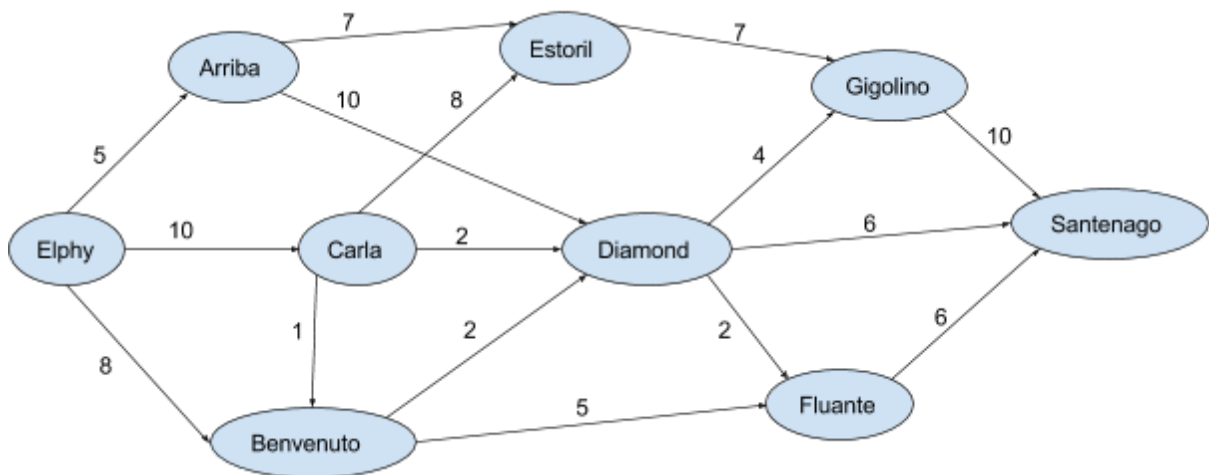 7
Estoril
7
Arriba
Gigolino
10
8
5
4
10
Elphy
10
Carla
2
Diamond
6
Santenago
8
1
2
2
6
5
Fluante
Benvenuto